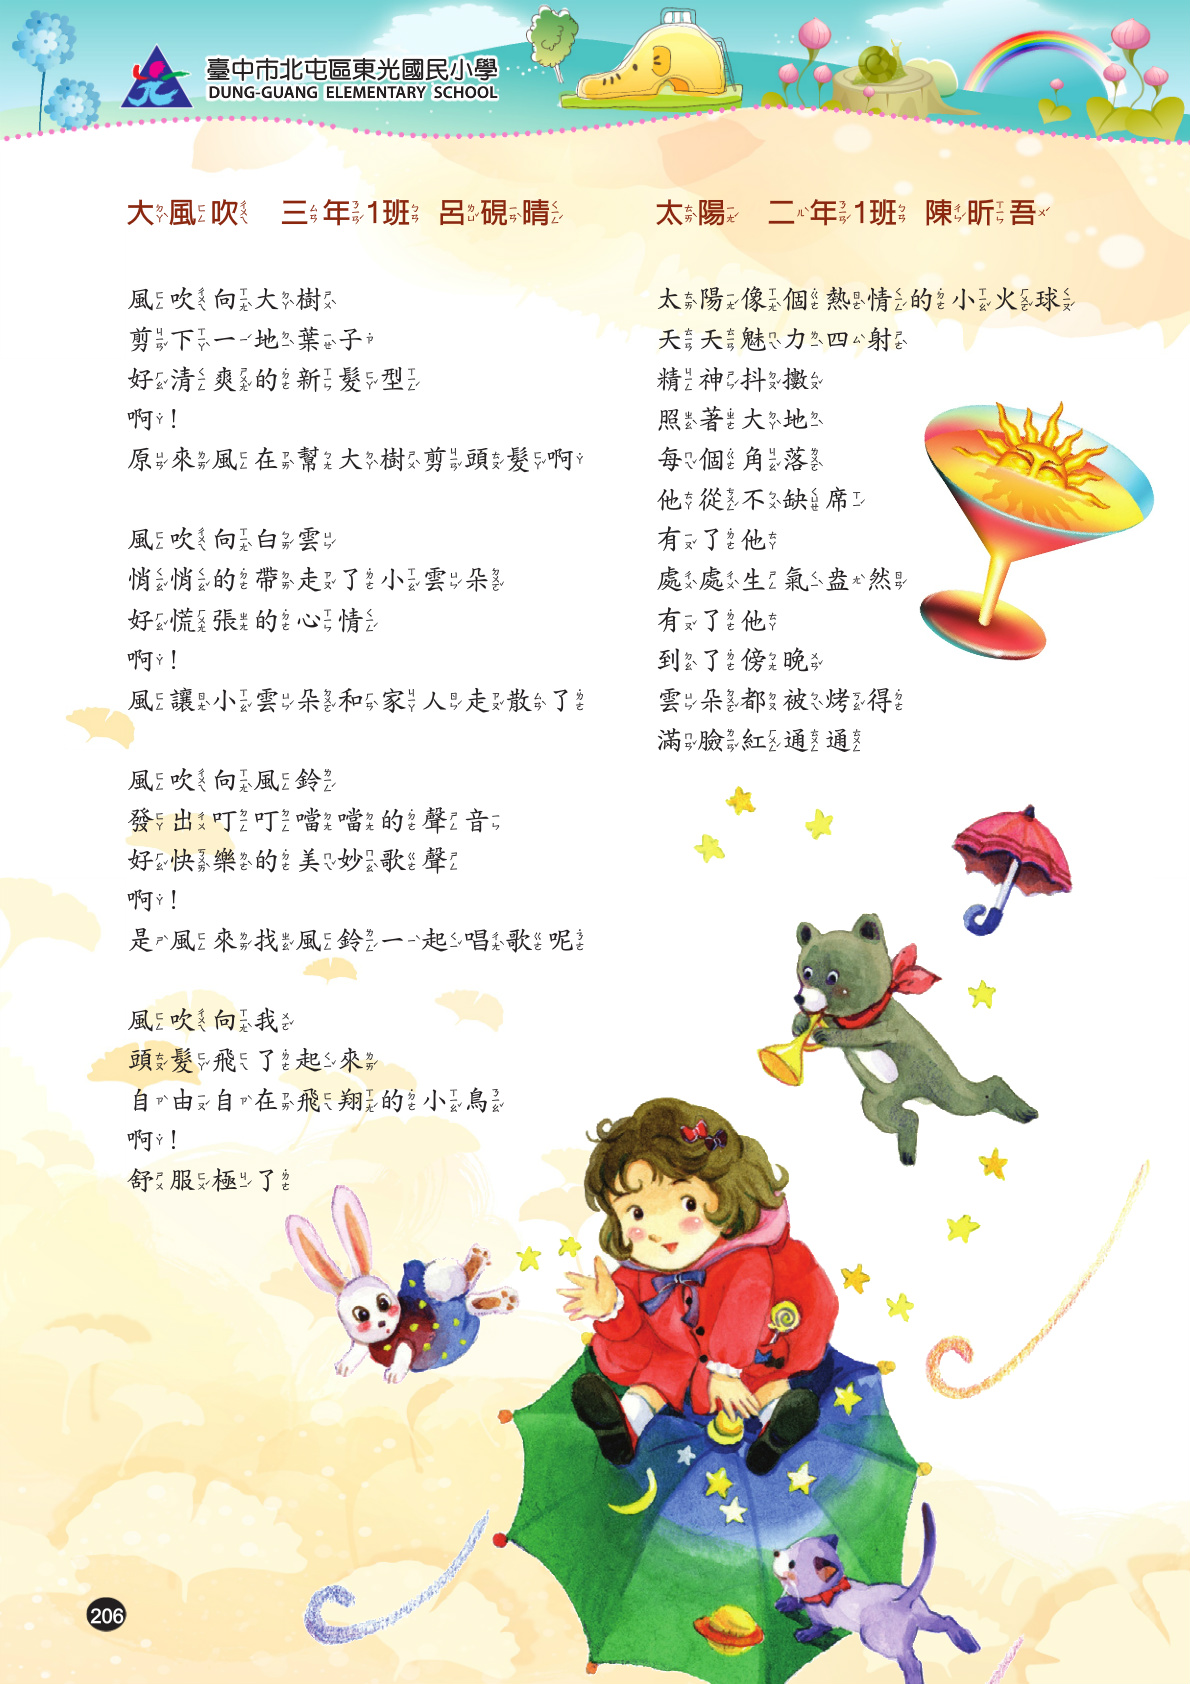 臺中市北屯區東光國民小學
DUNG-GUANG ELEMENTARY SCHOOL
大風吹 三年1班 呂硯晴
風吹向大樹
剪下一地葉子
好清爽的新髮型
啊！
原來風在幫大樹剪頭髮啊
風吹向白雲
悄悄的帶走了小雲朵
好慌張的心情
啊！
風讓小雲朵和家人走散了
風吹向風鈴
發出叮叮噹噹的聲音
好快樂的美妙歌聲
啊！
是風來找風鈴一起唱歌呢
風吹向我
頭髮飛了起來
自由自在飛翔的小鳥
啊！
舒服極了
太陽 二年1班 陳昕吾
太陽像個熱情的小火球
天天魅力四射
精神抖擻
照著大地
每個角落
他從不缺席
有了他
處處生氣盎然
有了他
到了傍晚
雲朵都被烤得
滿臉紅通通
206